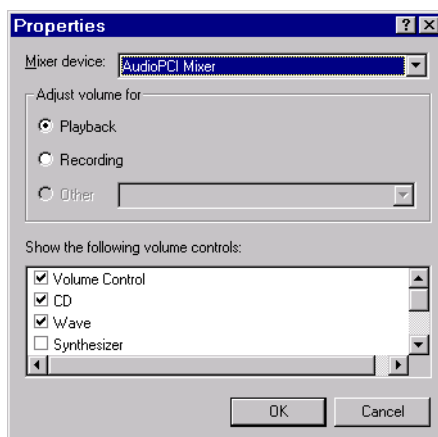 Properties
Mixer device: AudioPCI Mixer
Adjust volume for
Playback
Recording
Other
Show the following volume controls:
Volume Control
CD
Wave
Synthesizer
OK Cancel